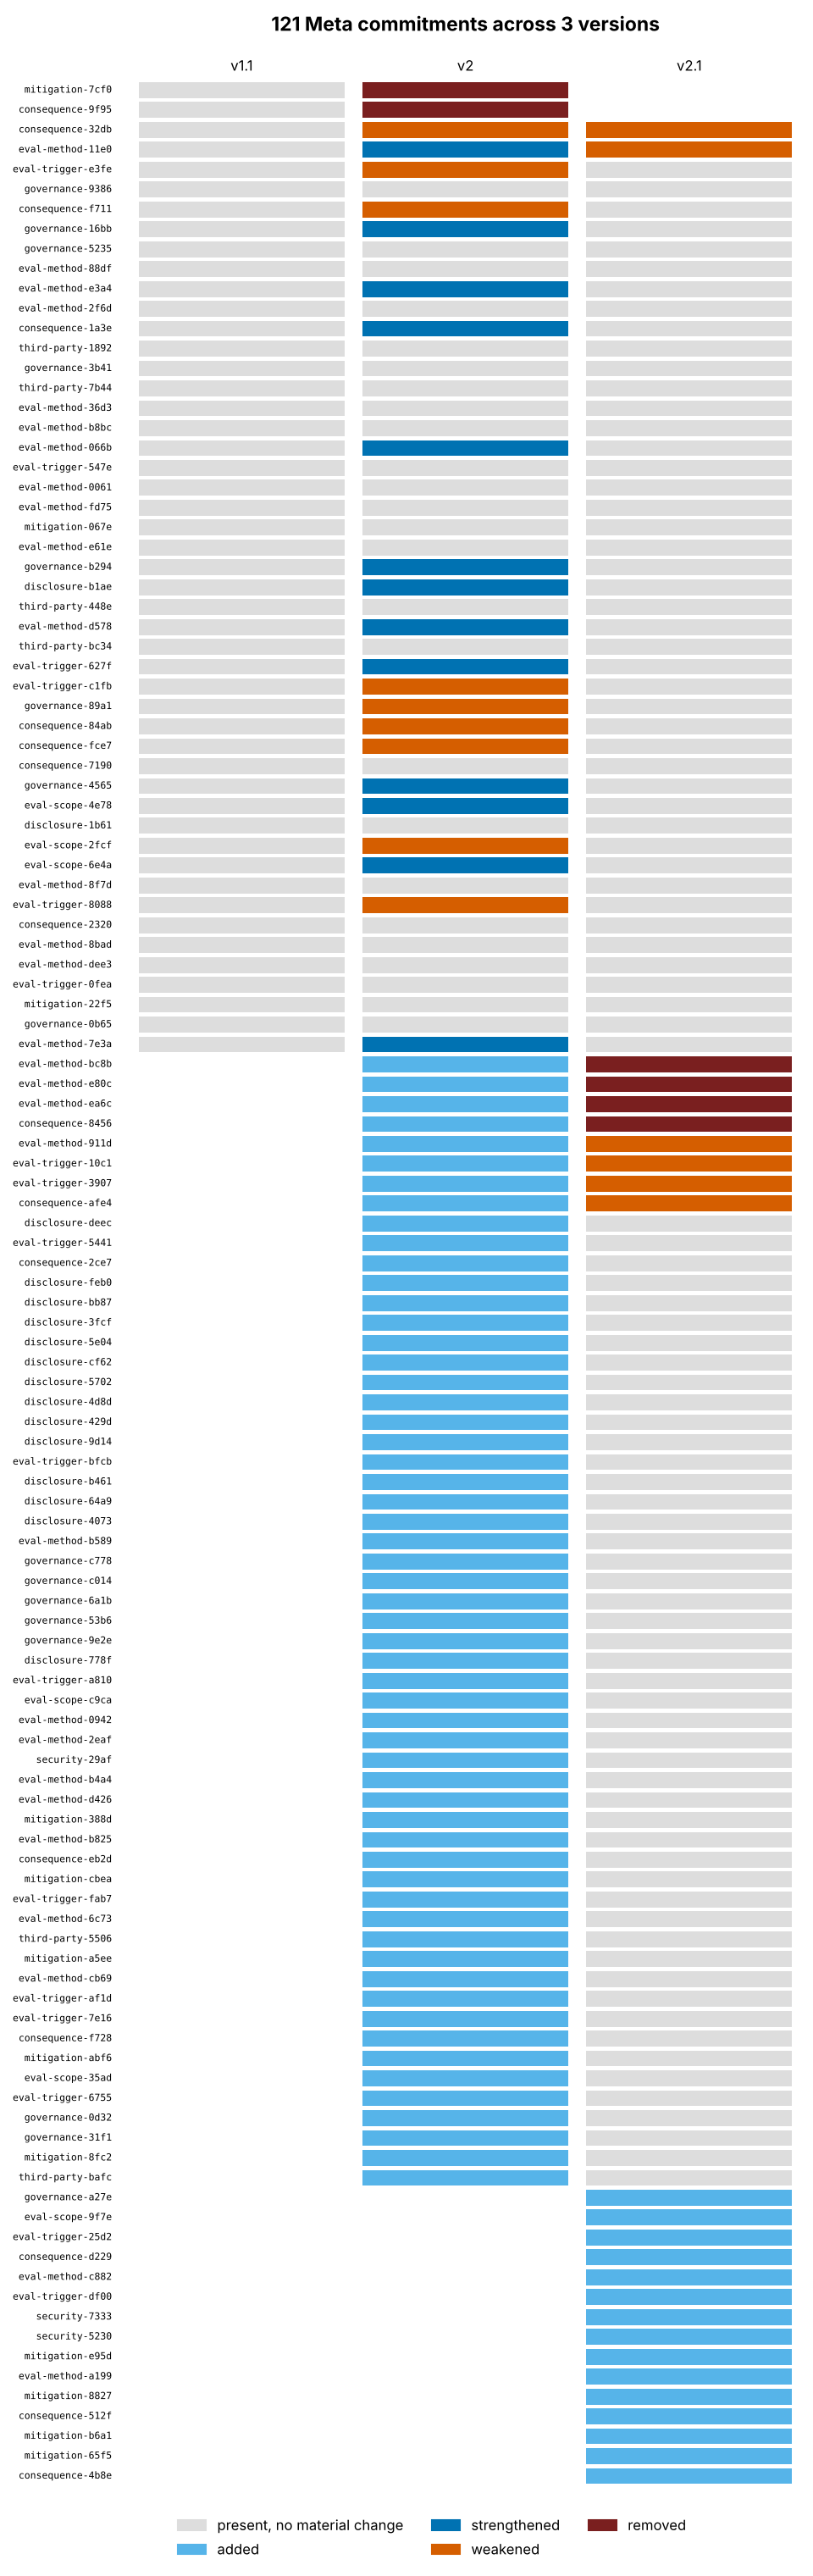 121 Meta commitments across 3 versions
v1.1 v2 v2.1
mitigation-7cf0
consequence-9f95
consequence-32db
eval-method-11e0
eval-trigger-e3fe
governance-9386
consequence-f711
governance-16bb
governance-5235
eval-method-88df
eval-method-e3a4
eval-method-2f6d
consequence-1a3e
third-party-1892
governance-3b41
third-party-7b44
eval-method-36d3
eval-method-b8bc
eval-method-066b
eval-trigger-547e
eval-method-0061
eval-method-fd75
mitigation-067e
eval-method-e61e
governance-b294
disclosure-b1ae
third-party-448e
eval-method-d578
third-party-bc34
eval-trigger-627f
eval-trigger-c1fb
governance-89a1
consequence-84ab
consequence-fce7
consequence-7190
governance-4565
eval-scope-4e78
disclosure-1b61
eval-scope-2fcf
eval-scope-6e4a
eval-method-8f7d
eval-trigger-8088
consequence-2320
eval-method-8bad
eval-method-dee3
eval-trigger-0fea
mitigation-22f5
governance-0b65
eval-method-7e3a
eval-method-bc8b
eval-method-e80c
eval-method-ea6c
consequence-8456
eval-method-911d
eval-trigger-10c1
eval-trigger-3907
consequence-afe4
disclosure-deec
eval-trigger-5441
consequence-2ce7
disclosure-feb0
disclosure-bb87
disclosure-3fcf
disclosure-5e04
disclosure-cf62
disclosure-5702
disclosure-4d8d
disclosure-429d
disclosure-9d14
eval-trigger-bfcb
disclosure-b461
disclosure-64a9
disclosure-4073
eval-method-b589
governance-c778
governance-c014
governance-6a1b
governance-53b6
governance-9e2e
disclosure-778f
eval-trigger-a810
eval-scope-c9ca
eval-method-0942
eval-method-2eaf
security-29af
eval-method-b4a4
eval-method-d426
mitigation-388d
eval-method-b825
consequence-eb2d
mitigation-cbea
eval-trigger-fab7
eval-method-6c73
third-party-5506
mitigation-a5ee
eval-method-cb69
eval-trigger-af1d
eval-trigger-7e16
consequence-f728
mitigation-abf6
eval-scope-35ad
eval-trigger-6755
governance-0d32
governance-31f1
mitigation-8fc2
third-party-bafc
governance-a27e
eval-scope-9f7e
eval-trigger-25d2
consequence-d229
eval-method-c882
eval-trigger-df00
security-7333
security-5230
mitigation-e95d
eval-method-a199
mitigation-8827
consequence-512f
mitigation-b6a1
mitigation-65f5
consequence-4b8e
present, no material change strengthened removed
added weakened